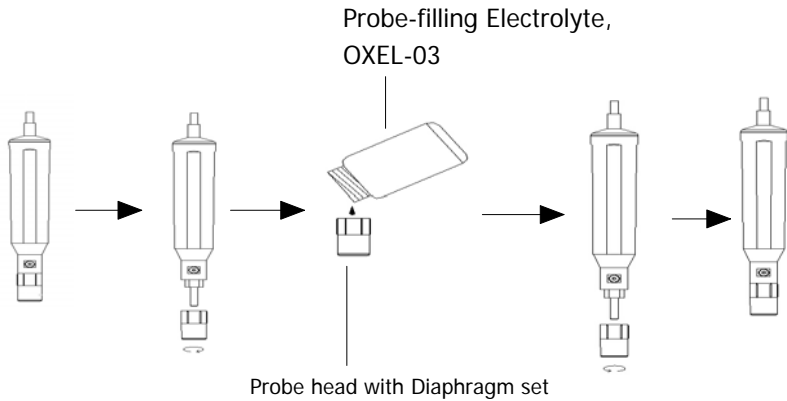 Probe-filling Electrolyte,
OXEL-03
Probe head with Diaphragm set